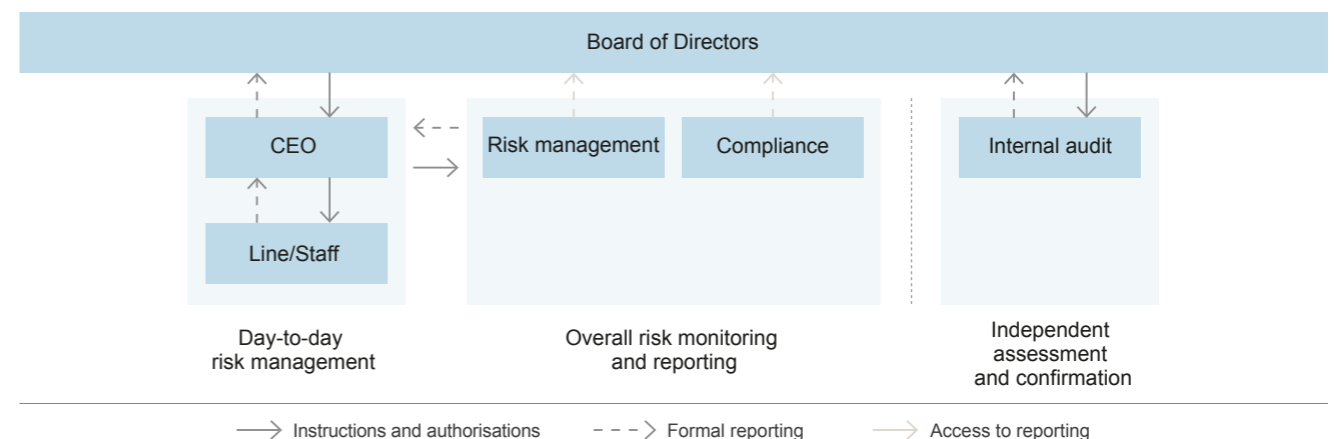 Board of Directors
CEO
Risk management
Compliance
Internal audit
Line/Staff
Day-to-day
risk management
Overall risk monitoring
and reporting
Independent
assessment
and confirmation
Instructions and authorisations
Formal reporting
Access to reporting